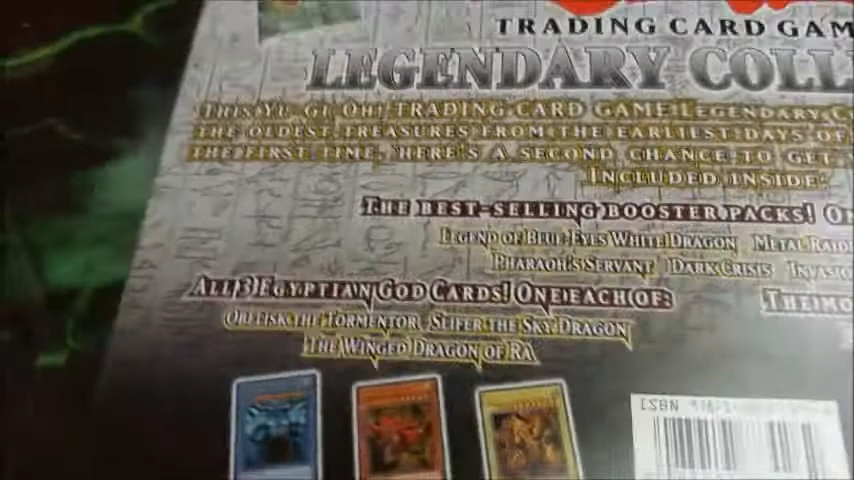 TRADING CARD GAM
LEGENDARY COLL
THIS YU-GI-OH! TRADING CARD GAME LEGENDARY C
THE OLDEST TREASURES FROM THE EARLIEST DAYS OF
THE FIRST TIME, HERE'S A SECOND CHANCE TO GET
INCLUDED INSIDE:
THE BEST-SELLING BOOSTER PACKS! ON
LEGEND OF BLUE-EYES WHITE DRAGON METAL RAID
PHARAOH'S SERVANT DARK CRISIS INVASIO
ALL 3 EGYPTIAN GOD CARDS! ONE EACH OF:
THE MO
OBELISK THE TORMENTOR SLIFER THE SKY DRAGON
THE WINGED DRAGON OF RA
ISBN